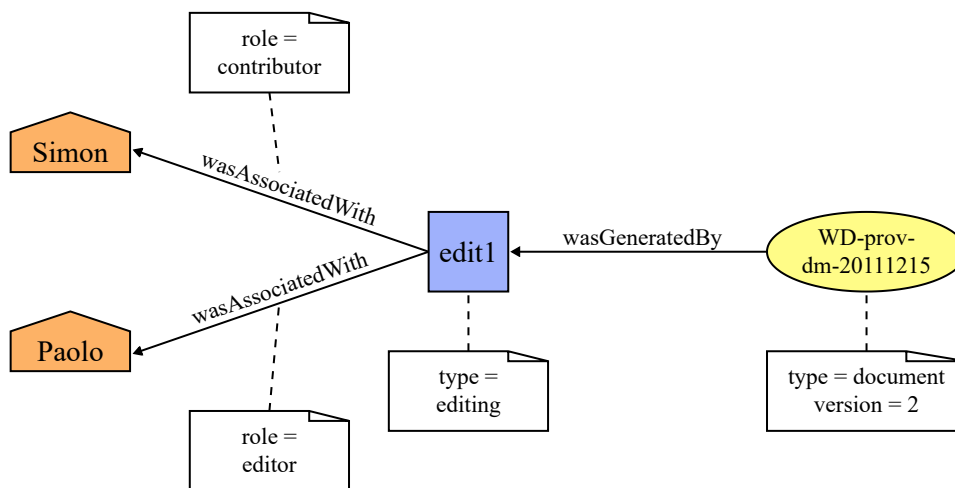 role =
contributor
Simon
wasAssociatedWith
edit1
wasGeneratedBy
WD-prov-
dm-20111215
wasAssociatedWith
Paolo
role =
editor
type =
editing
type = document
version = 2